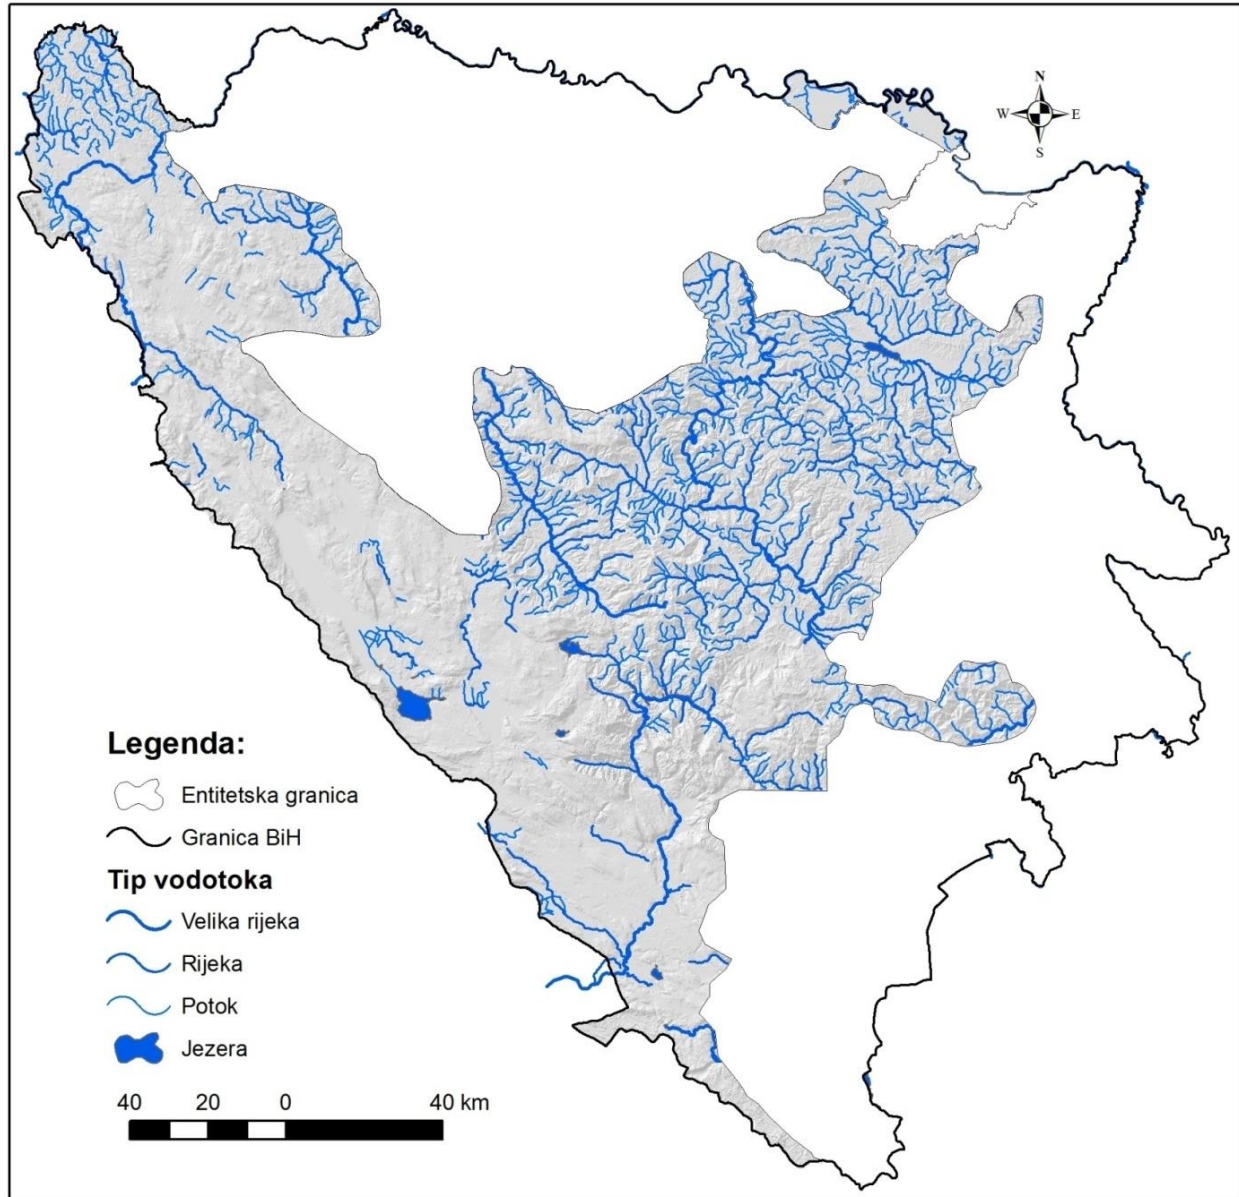 N
W E
S
Legenda:
Entitetska granica
Granica BiH
Tip vodotoka
Velika rijeka
Rijeka
Potok
Jezera
40 20 0 40 km